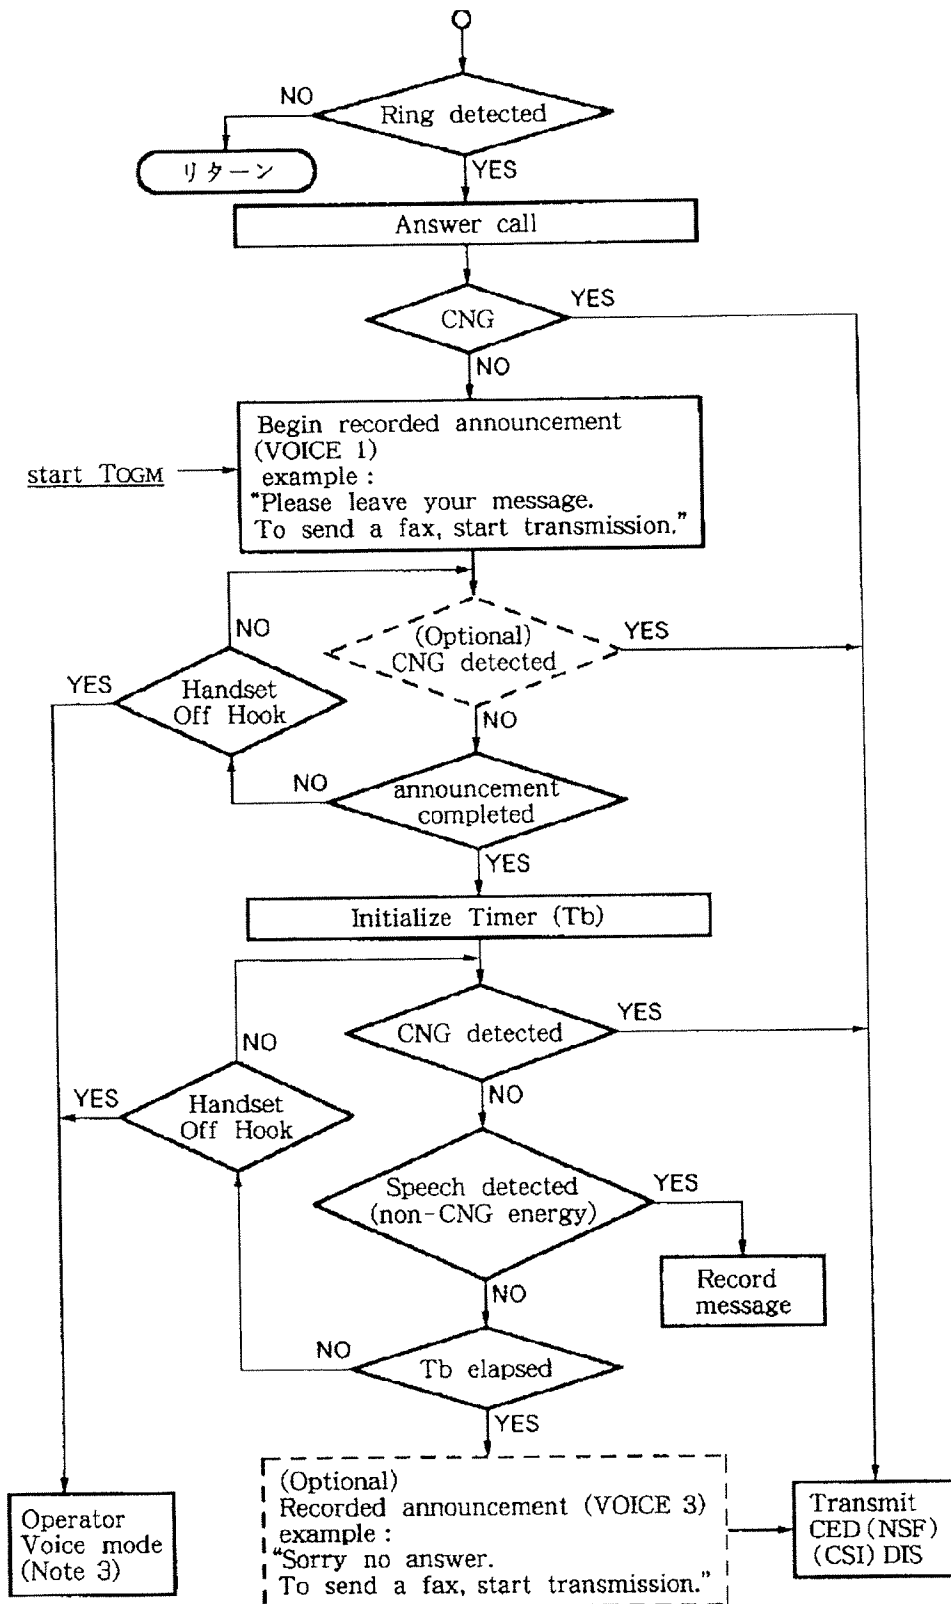 NO
Ring detected
リターン
YES
Answer call
CNG
YES
NO
Begin recorded announcement
(VOICE 1)
example :
"Please leave your message.
To send a fax, start transmission."
start TOGM
NO
(Optional)
CNG detected
YES
YES
Handset
Off Hook
NO
NO
announcement
completed
YES
Initialize Timer (Tb)
CNG detected
YES
NO
NO
YES
Handset
Off Hook
Speech detected
(non-CNG energy)
YES
Record
message
NO
NO
Tb elapsed
YES
Operator
Voice mode
(Note 3)
(Optional)
Recorded announcement (VOICE 3)
example :
"Sorry no answer.
To send a fax, start transmission."
Transmit
CED (NSF)
(CSI) DIS